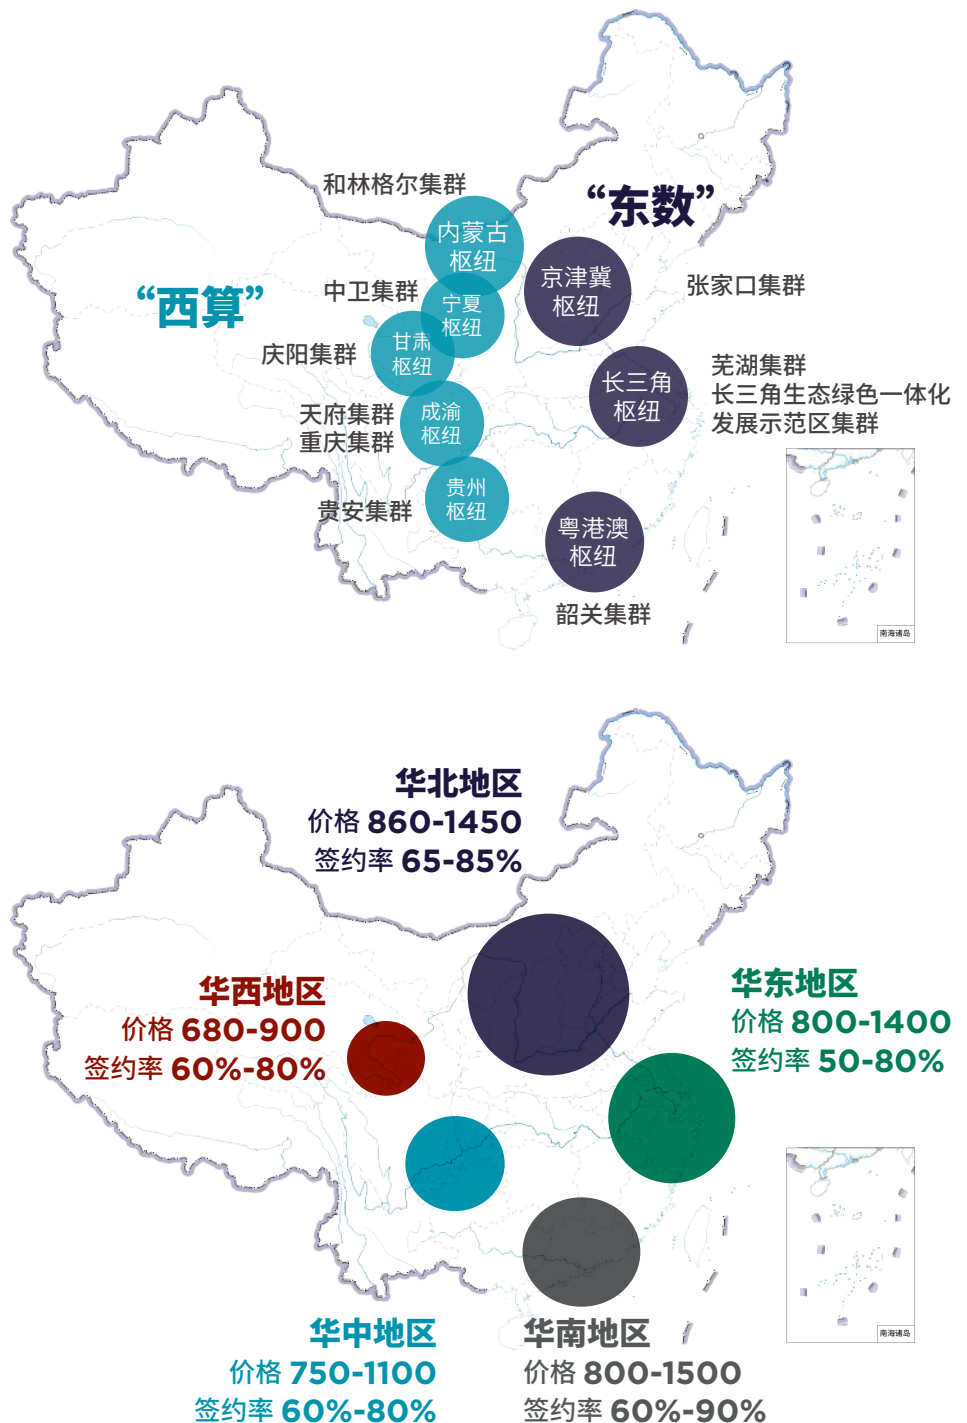 和林格尔集群
“东数”
内蒙古
枢纽
京津冀
枢纽
张家口集群
中卫集群
宁夏
枢纽
“西算”
庆阳集群
甘肃
枢纽
长三角
枢纽
芜湖集群
长三角生态绿色一体化
发展示范区集群
天府集群
重庆集群
成渝
枢纽
贵安集群
贵州
枢纽
粤港澳
枢纽
韶关集群
南海诸岛
华北地区
价格 860-1450
签约率 65-85%
华西地区
价格 680-900
签约率 60%-80%
华东地区
价格 800-1400
签约率 50-80%
华中地区
价格 750-1100
签约率 60%-80%
华南地区
价格 800-1500
签约率 60%-90%
南海诸岛